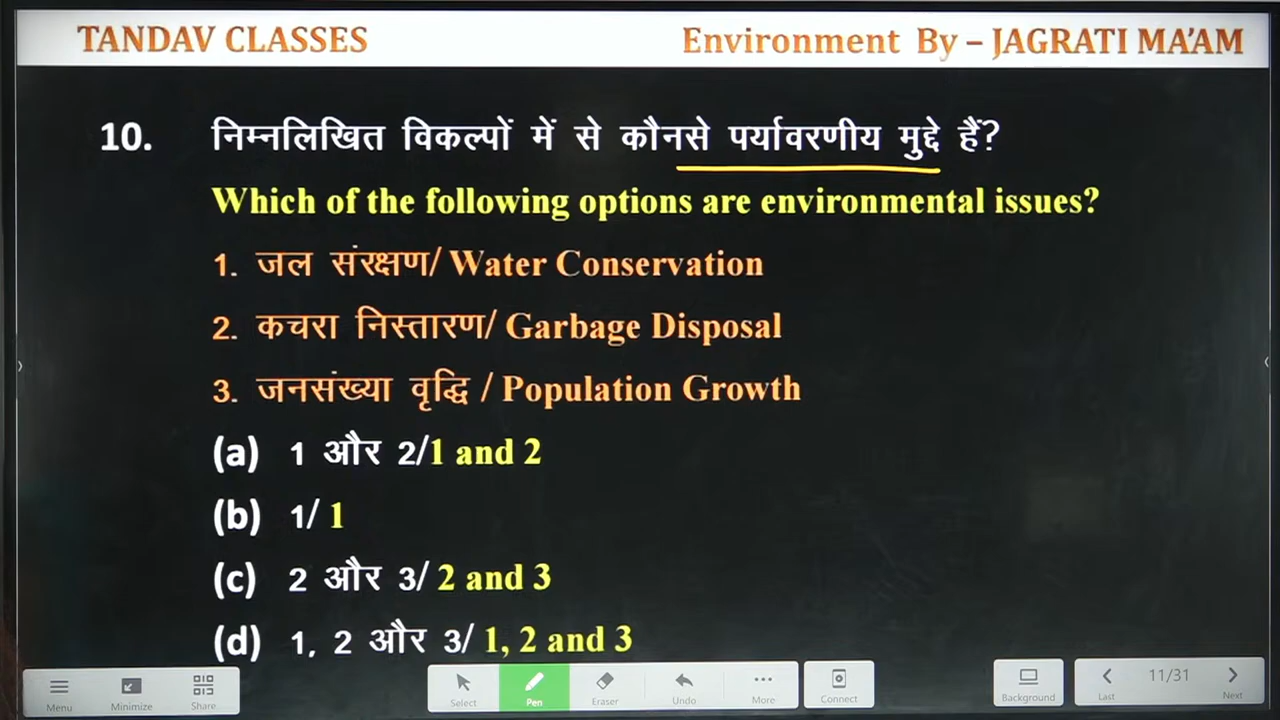 TANDAV CLASSES
Environment By – JAGRATI MA'AM
10. निम्नलिखित विकल्पों में से कौनसे पर्यावरणीय मुद्दे हैं?
Which of the following options are environmental issues?
1. जल संरक्षण/ Water Conservation
2. कचरा निस्तारण/ Garbage Disposal
3. जनसंख्या वृद्धि / Population Growth
(a) 1 और 2/1 and 2
(b) 1/ 1
(c) 2 और 3/ 2 and 3
(d) 1, 2 और 3/ 1, 2 and 3
Menu Minimize Share Select Pen Eraser Undo More Connect Background Last 11/31 Next